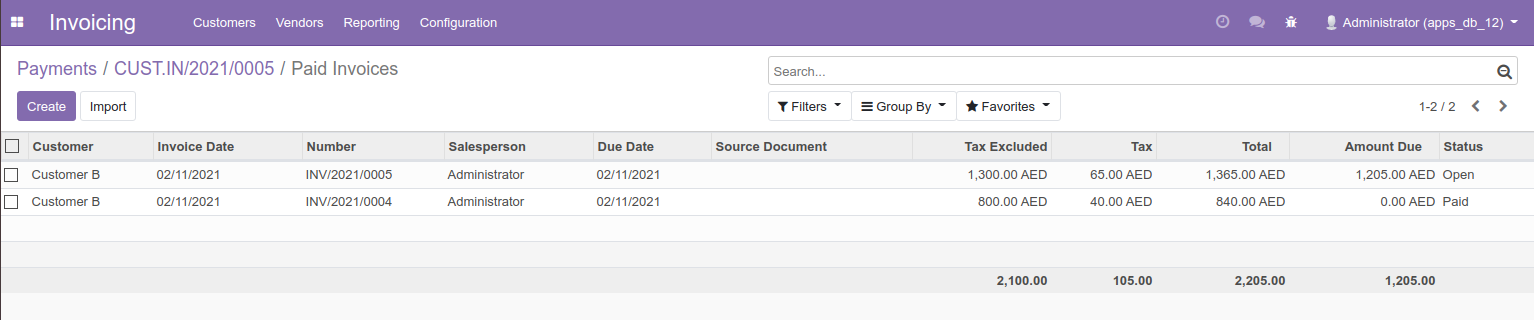 Invoicing Customers Vendors Reporting Configuration Administrator (apps_db_12)
Payments / CUST.IN/2021/0005 / Paid Invoices Search...
Create Import Filters Group By Favorites 1-2 / 2
Customer Invoice Date Number Salesperson Due Date Source Document Tax Excluded Tax Total Amount Due Status
Customer B 02/11/2021 INV/2021/0005 Administrator 02/11/2021 1,300.00 AED 65.00 AED 1,365.00 AED 1,205.00 AED Open
Customer B 02/11/2021 INV/2021/0004 Administrator 02/11/2021 800.00 AED 40.00 AED 840.00 AED 0.00 AED Paid
2,100.00 105.00 2,205.00 1,205.00